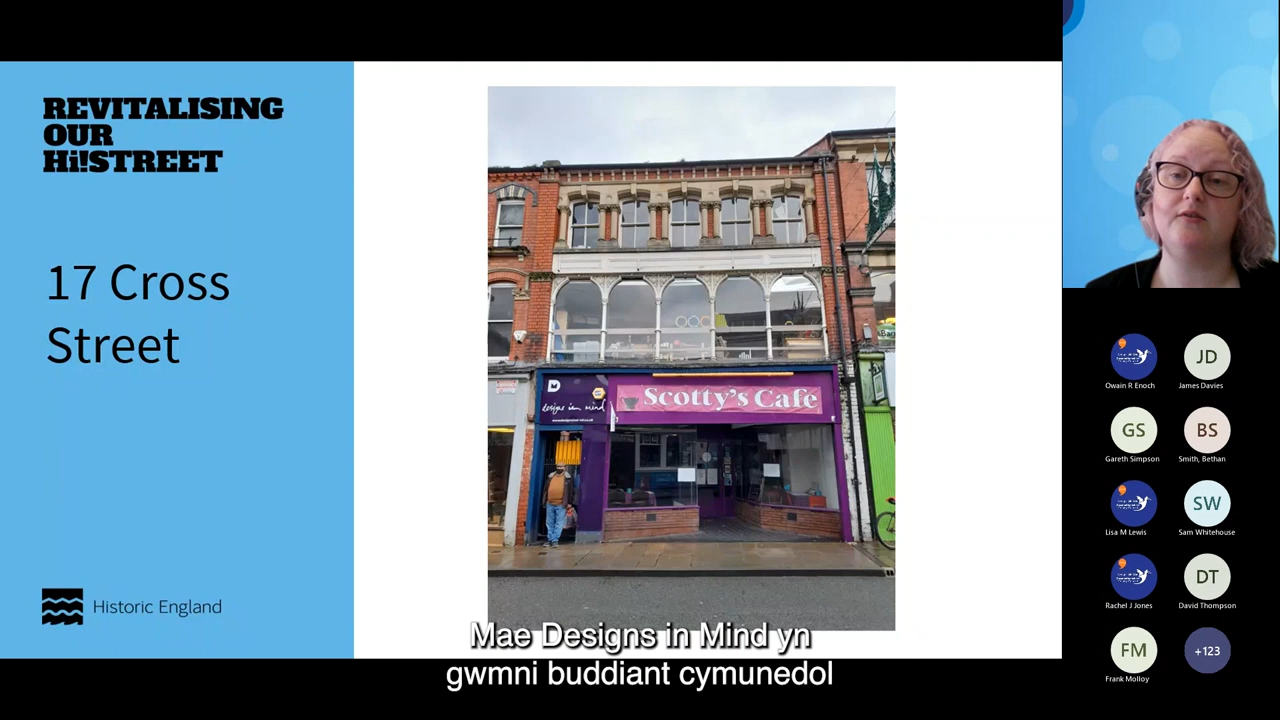 REVITALISING
OUR
Hi!STREET
17 Cross
Street
Historic England
designs in mind
Scotty's Cafe
Mae Designs in Mind yn
gwmni buddiant cymunedol
Owain R Enoch
JD
James Davies
GS
Gareth Simpson
BS
Smith, Bethan
Lisa M Lewis
SW
Sam Whitehouse
Rachel J Jones
DT
David Thompson
FM
Frank Molloy
+123